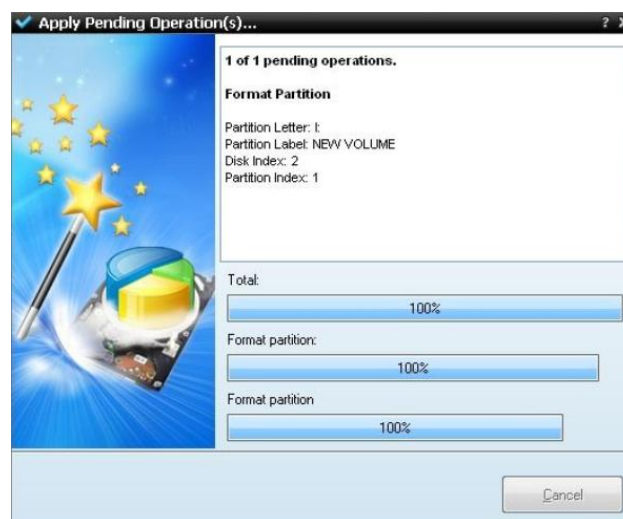 Apply Pending Operation(s)...
?
1 of 1 pending operations.
Format Partition
Partition Letter: I:
Partition Label: NEW VOLUME
Disk Index: 2
Partition Index: 1
Total:
100%
Format partition:
100%
Format partition
100%
Cancel